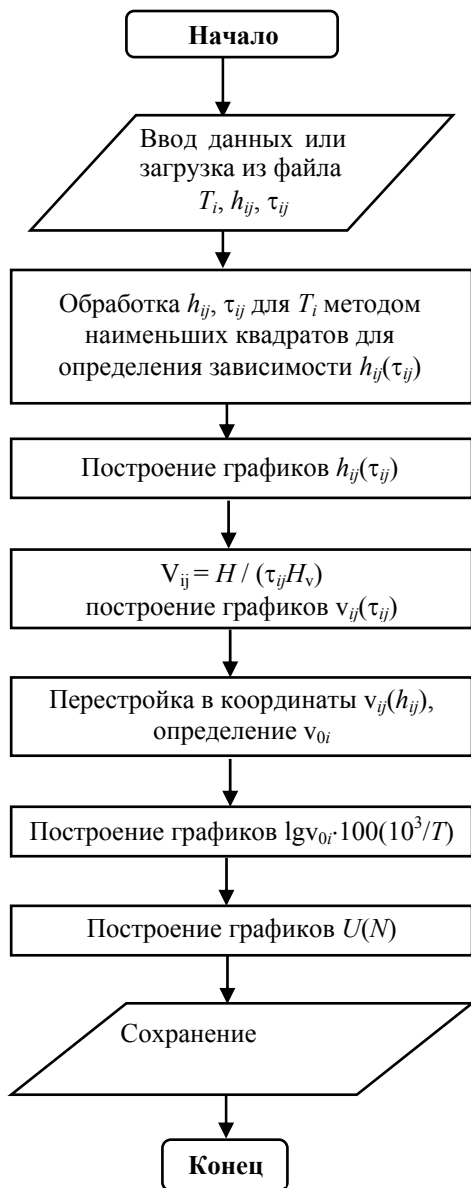 Начало
Ввод данных или
загрузка из файла
Tᵢ, hᵢⱼ, τᵢⱼ
Обработка hᵢⱼ, τᵢⱼ для Tᵢ методом
наименьших квадратов для
определения зависимости hᵢⱼ(τᵢⱼ)
Построение графиков hᵢⱼ(τᵢⱼ)
Vᵢⱼ = H / (τᵢⱼHᵥ)
построение графиков vᵢⱼ(τᵢⱼ)
Перестройка в координаты vᵢⱼ(hᵢⱼ),
определение v₀ᵢ
Построение графиков lgv₀ᵢ·100(10³/T)
Построение графиков U(N)
Сохранение
Конец